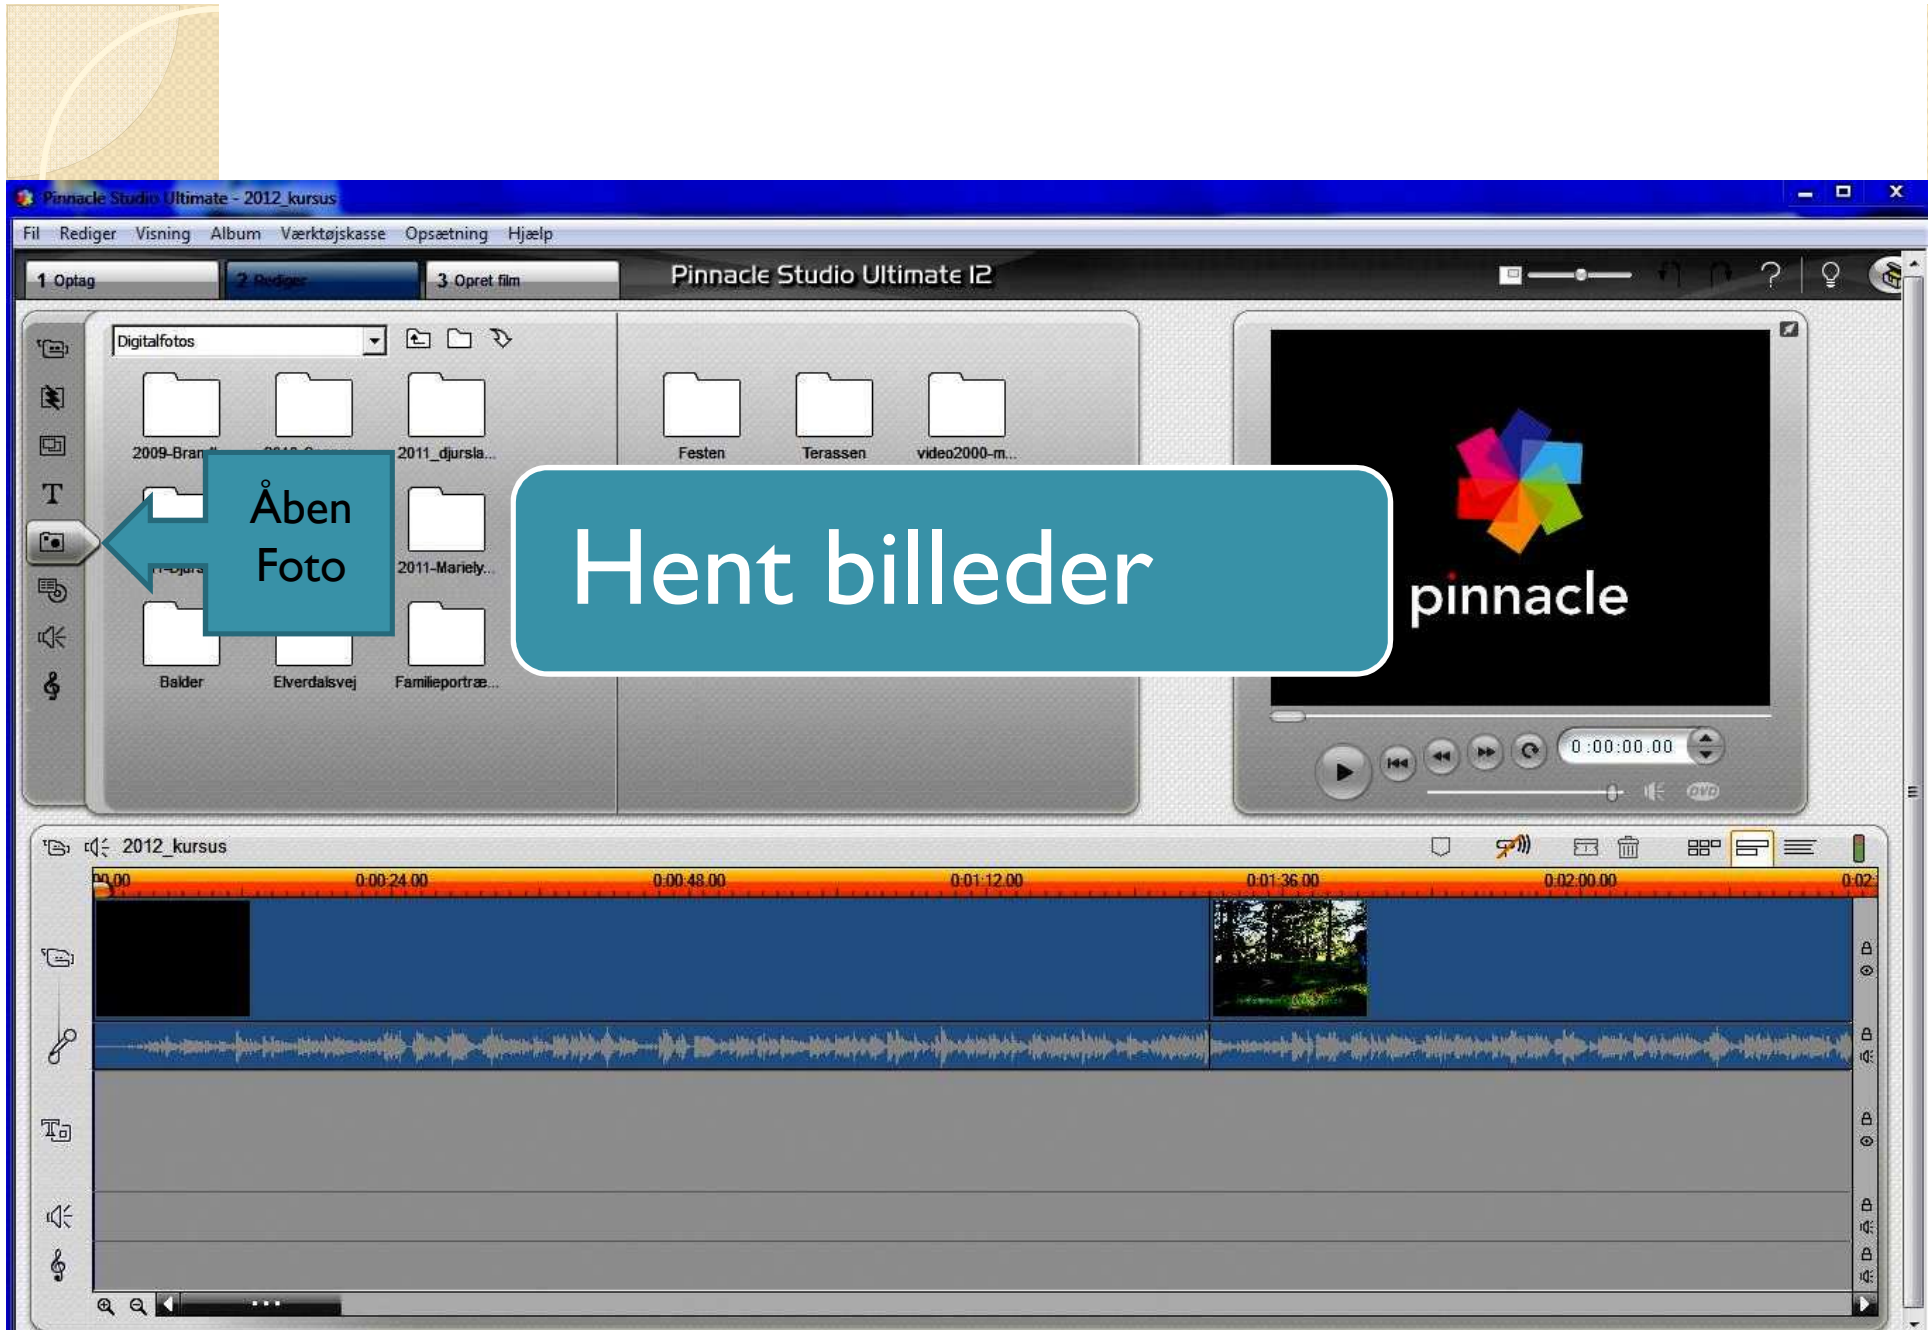 Pinnacle Studio Ultimate - 2012_kursus
Fil Rediger Visning Album Værktøjskasse Opsætning Hjælp
1 Optag 2 Rediger 3 Opret film Pinnacle Studio Ultimate 12
Digitalfotos
2011_djursla...
Festen Terassen video2000-m...
T
Åben
Foto
2011-Mariely...
Hent billeder
pinnacle
Balder Elverdalsvej Familieportræ...
0:00:00.00
DVD
2012_kursus
0:00:24.00 0:00:48.00 0:01:12.00 0:01:36.00 0:02:00.00